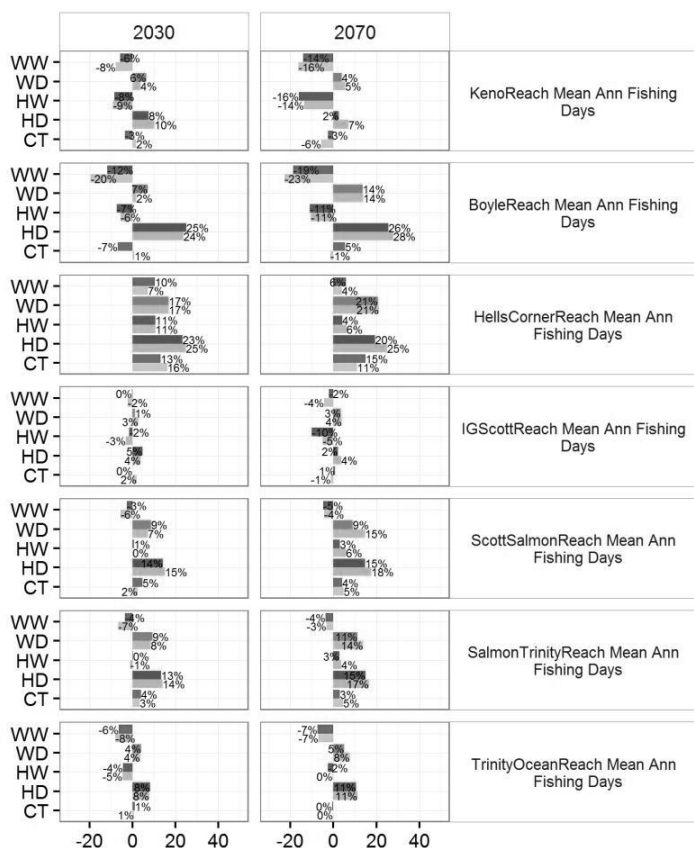 2030 2070
WW -6% -8% -14% -16%
WD 6% 4% 4% 5%
HW -8% -9% -16% -14%
HD 8% 10% 2% 7%
CT -3% 2% -3% -6%
KenoReach Mean Ann Fishing
Days
WW -12% -20% -19% -23%
WD 7% 2% 14% 14%
HW -7% -6% -11% -11%
HD 25% 24% 26% 28%
CT -7% 1% 5% -1%
BoyleReach Mean Ann Fishing
Days
WW 10% 7% 6% 4%
WD 17% 17% 21% 21%
HW 11% 11% 4% 6%
HD 23% 25% 20% 25%
CT 13% 16% 15% 11%
HellsCornerReach Mean Ann
Fishing Days
WW 0% -2% -2% -4%
WD 1% 3% 3% 4%
HW -2% -3% -10% -5%
HD 5% 4% 2% 4%
CT 0% 2% 1% -1%
IGScottReach Mean Ann Fishing
Days
WW -3% -6% -5% -4%
WD 9% 7% 9% 15%
HW 1% 0% 3% 6%
HD 14% 15% 15% 18%
CT 5% 2% 4% 5%
ScottSalmonReach Mean Ann
Fishing Days
WW -4% -7% -4% -3%
WD 9% 8% 11% 14%
HW 0% -1% 3% 4%
HD 13% 14% 15% 17%
CT 4% 3% 3% 5%
SalmonTrinityReach Mean Ann
Fishing Days
WW -6% -8% -7% -7%
WD 4% 4% 5% 8%
HW -4% -5% -2% 0%
HD 8% 8% 11% 11%
CT 1% 1% 0% 0%
TrinityOceanReach Mean Ann
Fishing Days
-20 0 20 40 -20 0 20 40